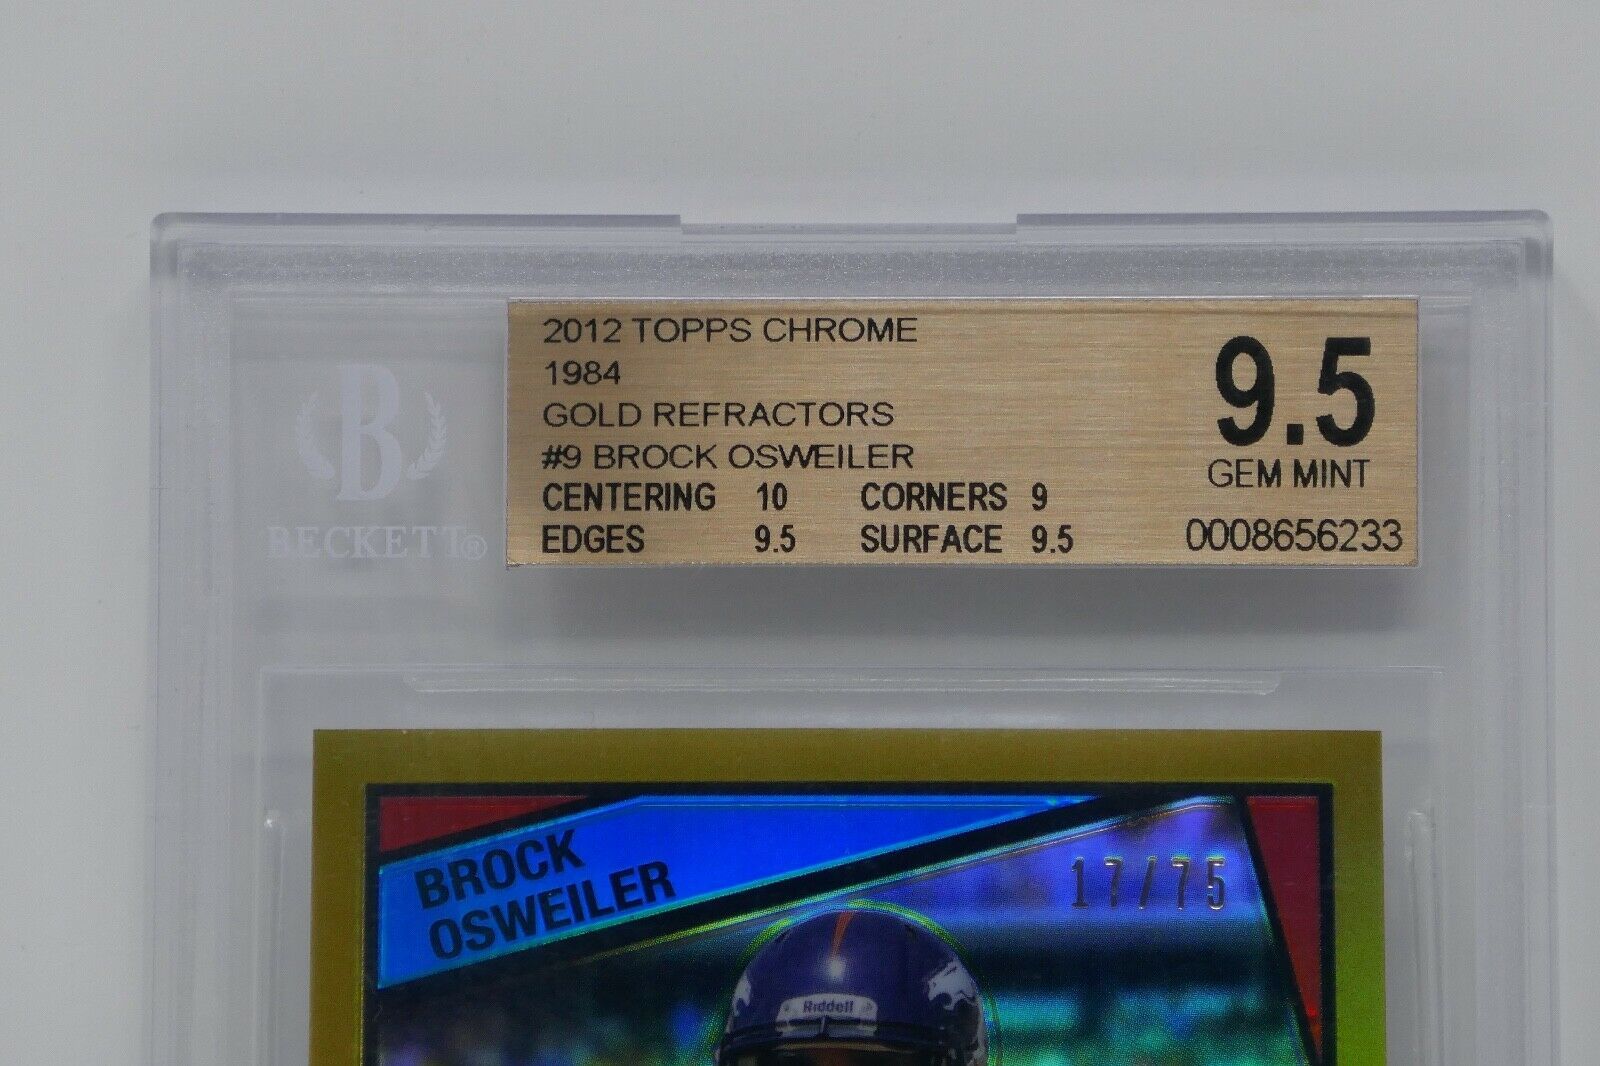 2012 TOPPS CHROME
1984
GOLD REFRACTORS
#9 BROCK OSWEILER
CENTERING 10 CORNERS 9
EDGES 9.5 SURFACE 9.5
9.5
GEM MINT
0008656233
B
BECKETT®
BROCK
OSWEILER
17/75
Riddell